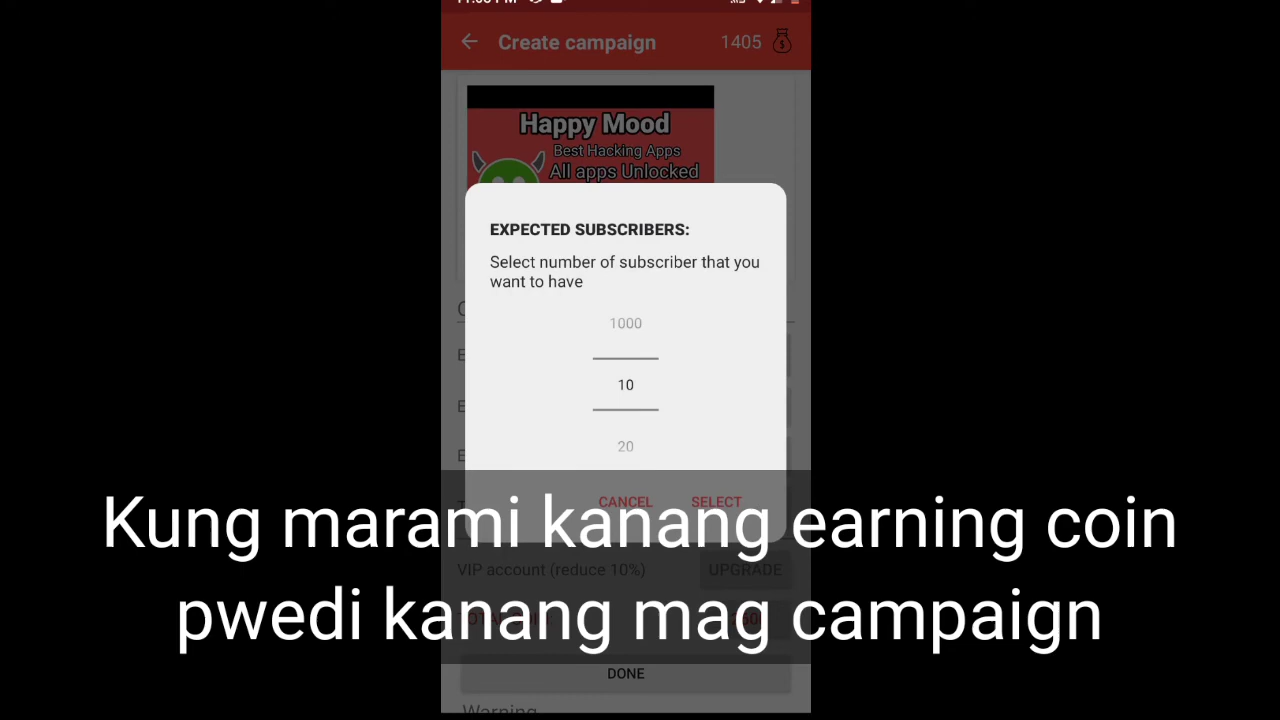 Create campaign 1405
Happy Mood
Best Hacking Apps
All apps Unlocked
EXPECTED SUBSCRIBERS:
Select number of subscriber that you
want to have
1000
10
20
CANCEL SELECT
Kung marami kanang earning coin
pwedi kanang mag campaign
VIP account (reduce 10%) UPGRADE
DONE
Warning